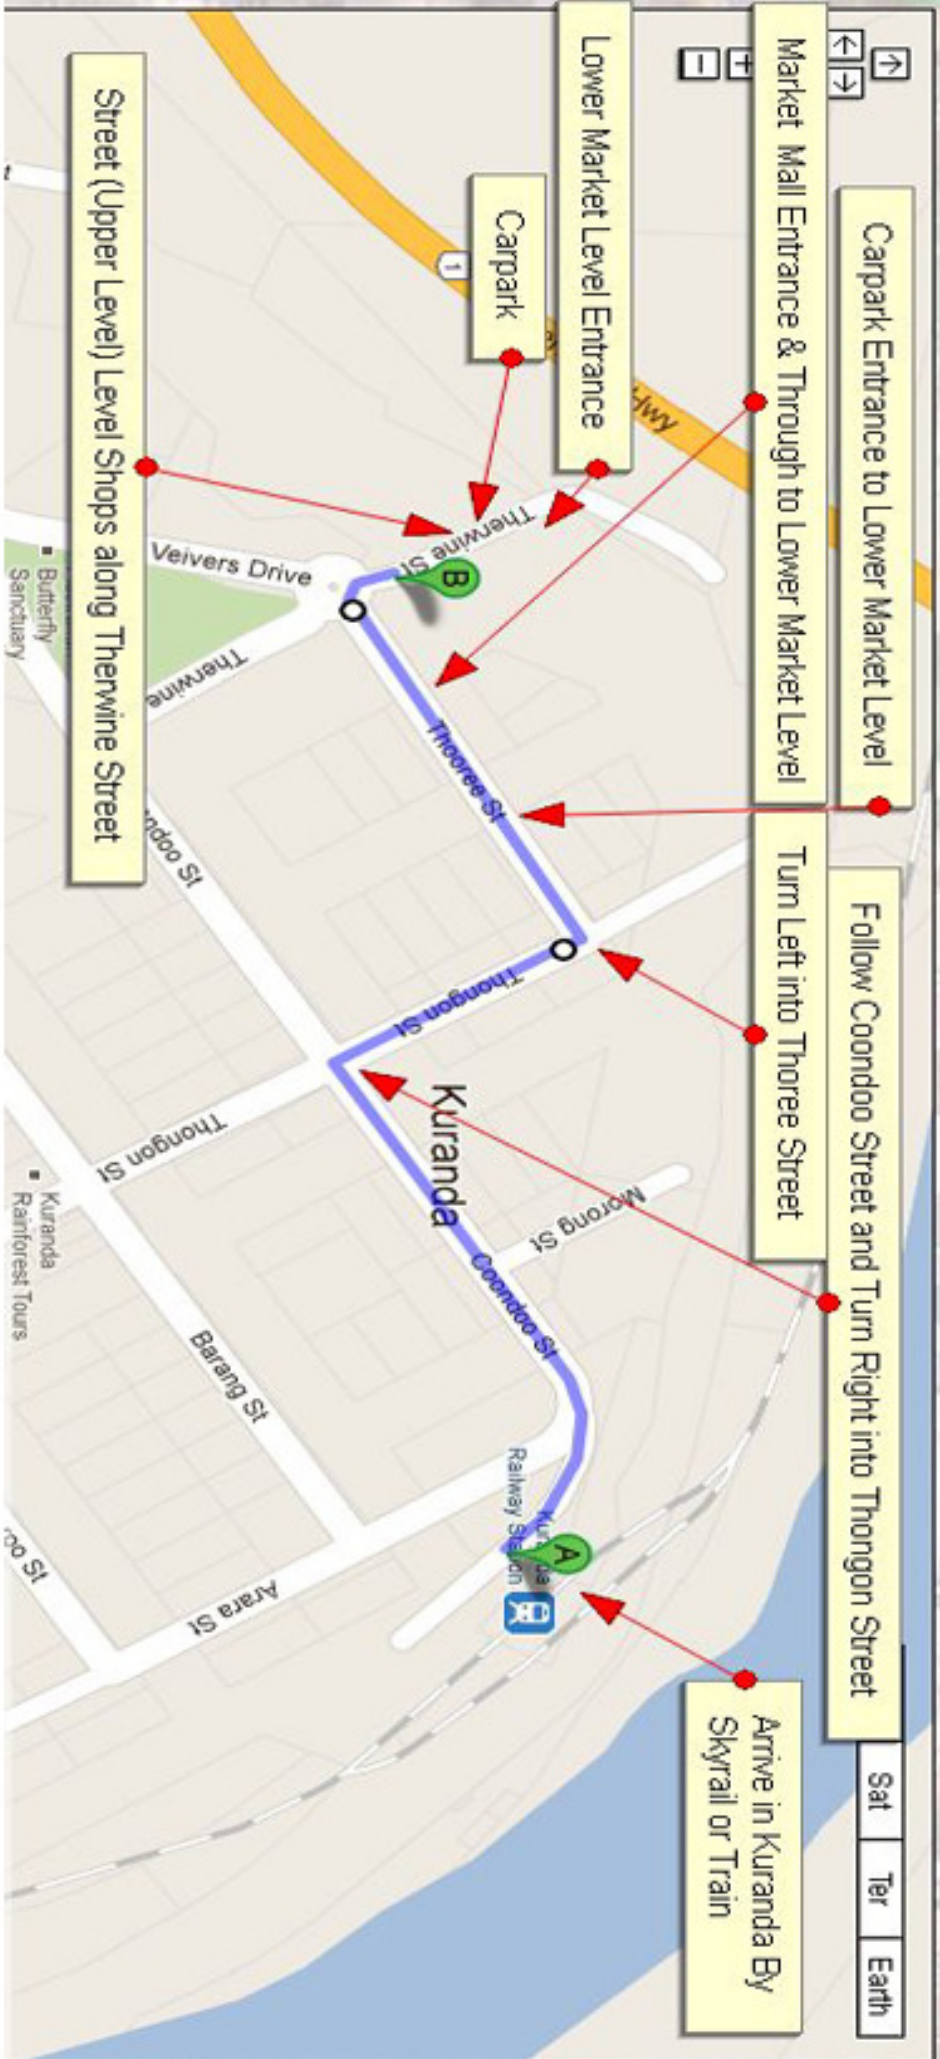 Carpark Entrance to Lower Market Level
Follow Coondoo Street and Turn Right into Thongon Street
Sat
Ter
Earth
Market Mall Entrance & Through to Lower Market Level
Turn Left into Thoree Street
Arrive in Kuranda By
Skyrail or Train
Lower Market Level Entrance
Hwy
Carpark
1
Therwine St
B
A
Thooree St
Thongon St
Kuranda
Morong St
Coondoo St
Kuranda
Railway Station
Veivers Drive
Therwine
Thongon St
Barang St
Arara St
Street (Upper Level) Level Shops along Therwine Street
Butterfly
Sanctuary
Kuranda
Rainforest Tours